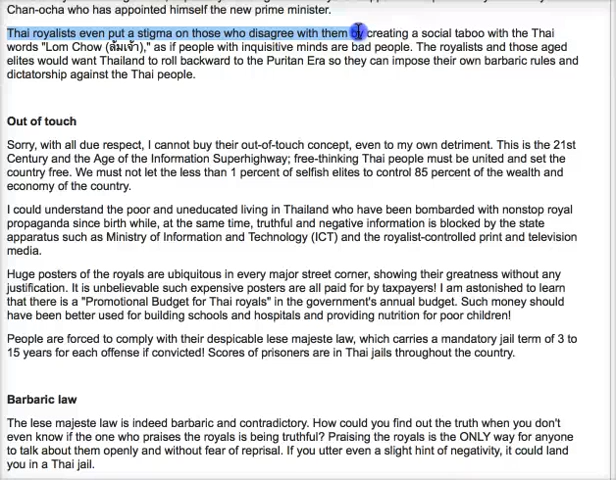 Chan-ocha who has appointed himself the new prime minister.
Thai royalists even put a stigma on those who disagree with them by creating a social taboo with the Thai
words "Lom Chow (ล้มเจ้า)," as if people with inquisitive minds are bad people. The royalists and those aged
elites would want Thailand to roll backward to the Puritan Era so they can impose their own barbaric rules and
dictatorship against the Thai people.
Out of touch
Sorry, with all due respect, I cannot buy their out-of-touch concept, even to my own detriment. This is the 21st
Century and the Age of the Information Superhighway; free-thinking Thai people must be united and set the
country free. We must not let the less than 1 percent of selfish elites to control 85 percent of the wealth and
economy of the country.
I could understand the poor and uneducated living in Thailand who have been bombarded with nonstop royal
propaganda since birth while, at the same time, truthful and negative information is blocked by the state
apparatus such as Ministry of Information and Technology (ICT) and the royalist-controlled print and television
media.
Huge posters of the royals are ubiquitous in every major street corner, showing their greatness without any
justification. It is unbelievable such expensive posters are all paid for by taxpayers! I am astonished to learn
that there is a "Promotional Budget for Thai royals" in the government's annual budget. Such money should
have been better used for building schools and hospitals and providing nutrition for poor children!
People are forced to comply with their despicable lese majeste law, which carries a mandatory jail term of 3 to
15 years for each offense if convicted! Scores of prisoners are in Thai jails throughout the country.
Barbaric law
The lese majeste law is indeed barbaric and contradictory. How could you find out the truth when you don't
even know if the one who praises the royals is being truthful? Praising the royals is the ONLY way for anyone
to talk about them openly and without fear of reprisal. If you utter even a slight hint of negativity, it could land
you in a Thai jail.